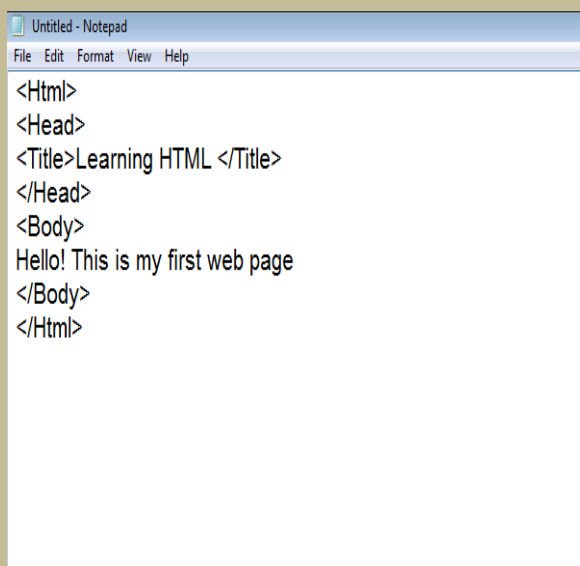 Untitled - Notepad
File Edit Format View Help
<Html>
<Head>
<Title>Learning HTML </Title>
</Head>
<Body>
Hello! This is my first web page
</Body>
</Html>